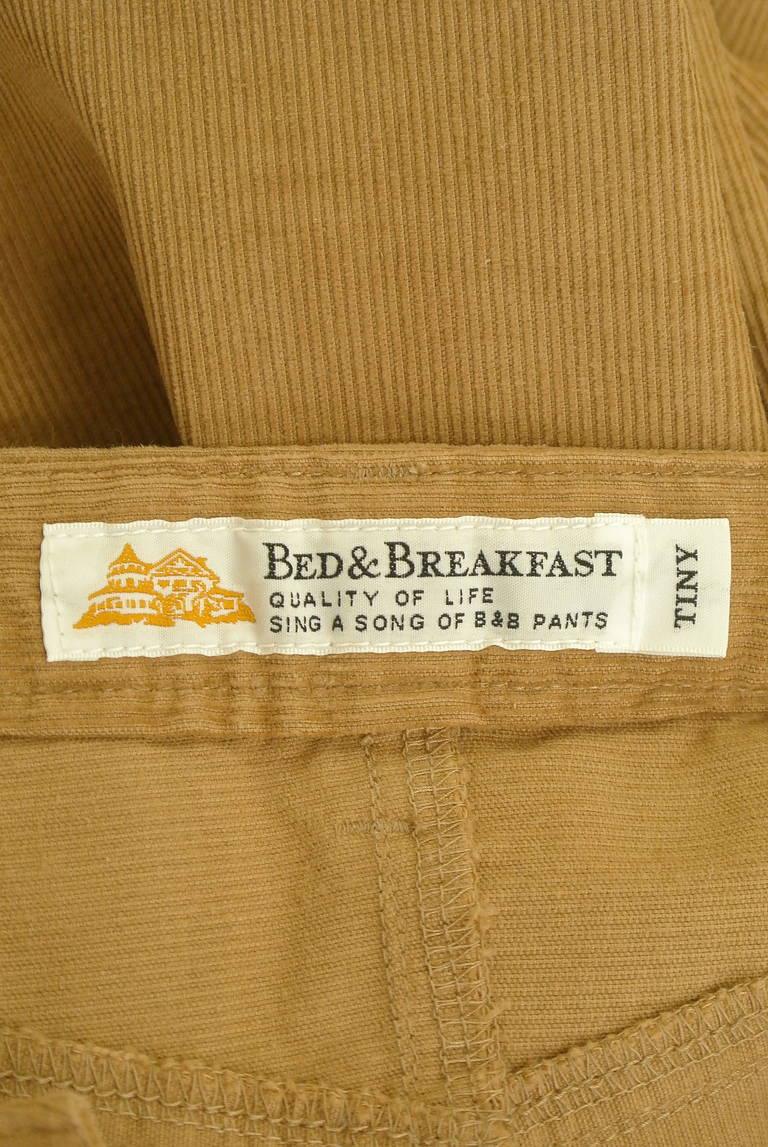 BED & BREAKFAST
QUALITY OF LIFE
SING A SONG OF B&B PANTS
TINY